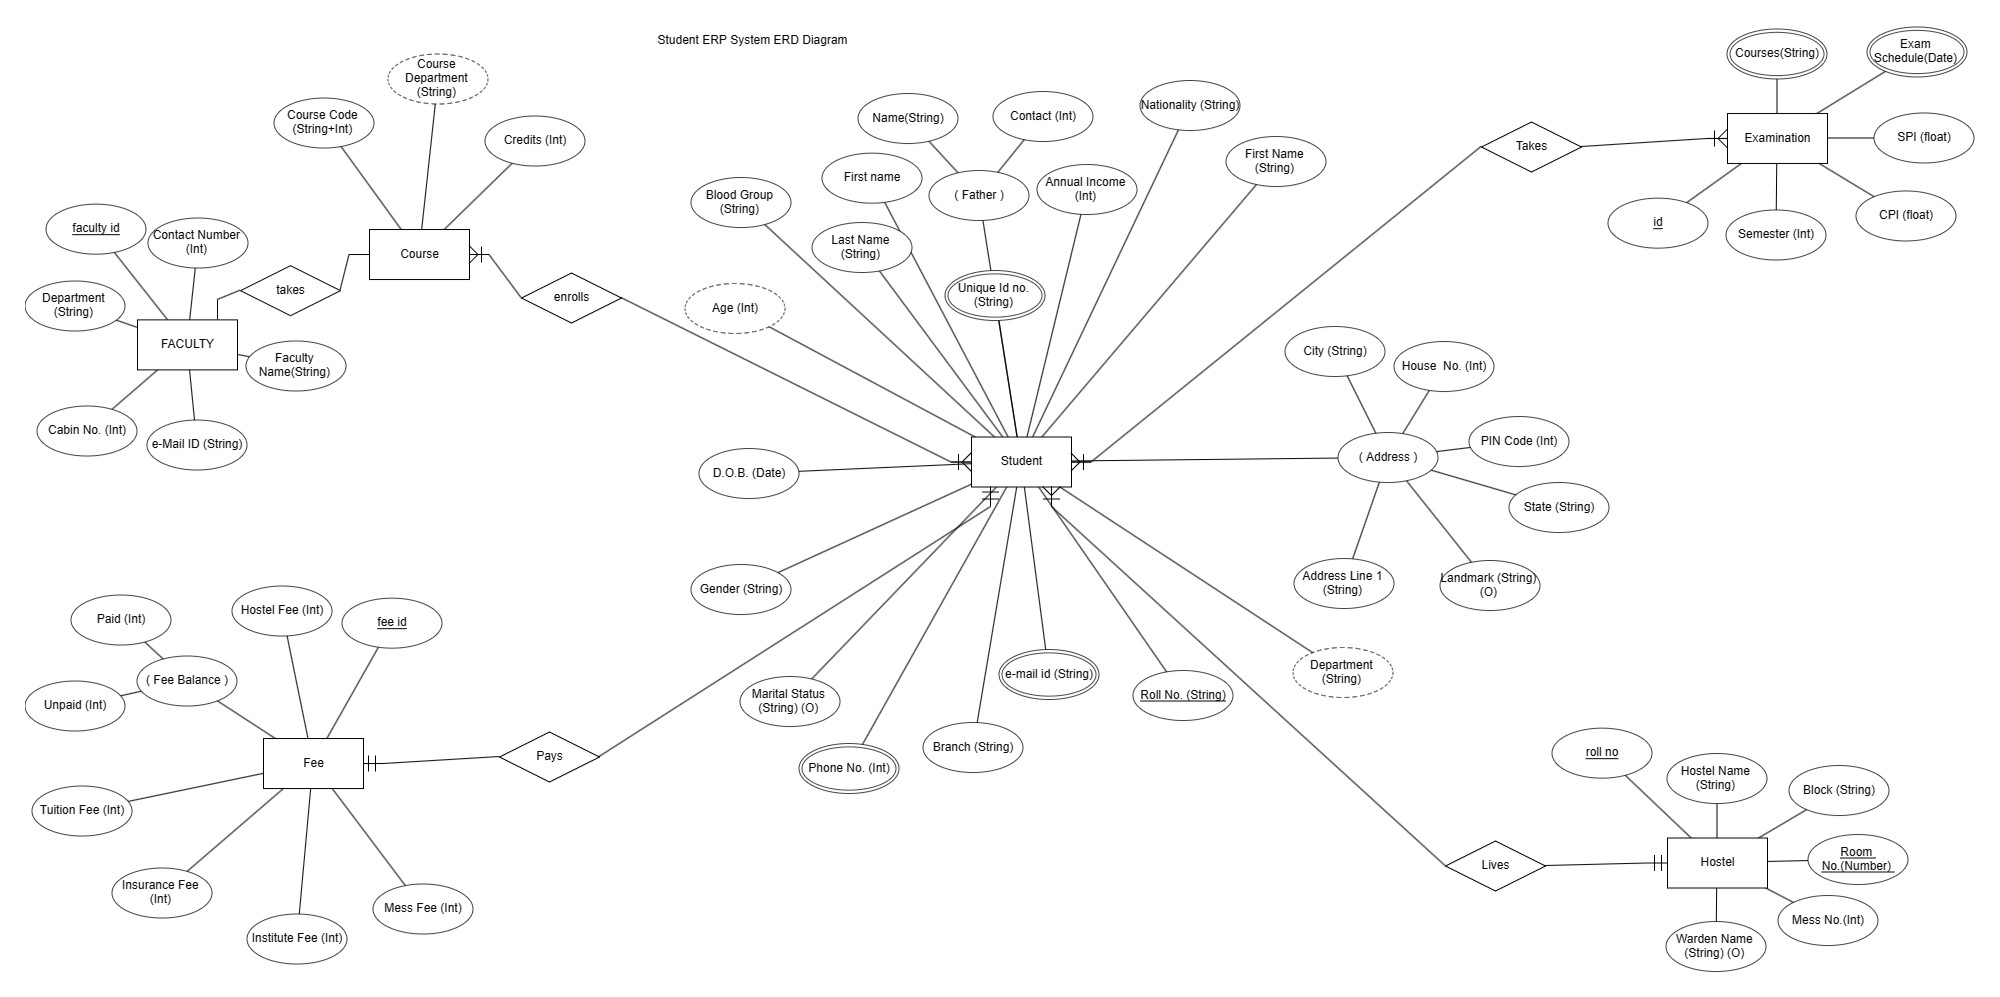 Student ERP System ERD Diagram
Course
Department
(String)
Course Code
(String+Int)
Credits (Int)
faculty id
Contact Number
(Int)
Department
(String)
takes
Course
enrolls
FACULTY
Faculty
Name(String)
Cabin No. (Int)
e-Mail ID (String)
Name(String)
Contact (Int)
Nationality (String)
First Name
(String)
First name
( Father )
Annual Income
(Int)
Blood Group
(String)
Last Name
(String)
Unique Id no.
(String)
Age (Int)
D.O.B. (Date)
Student
Gender (String)
Marital Status
(String) (O)
Phone No. (Int)
Branch (String)
e-mail id (String)
Roll No. (String)
Department
(String)
Takes
Courses(String)
Exam
Schedule(Date)
Examination
SPI (float)
CPI (float)
Semester (Int)
id
City (String)
House  No. (Int)
PIN Code (Int)
( Address )
State (String)
Address Line 1
(String)
Landmark (String)
(O)
Paid (Int)
Hostel Fee (Int)
fee id
( Fee Balance )
Unpaid (Int)
Fee
Pays
Tuition Fee (Int)
Insurance Fee
(Int)
Institute Fee (Int)
Mess Fee (Int)
Lives
roll no
Hostel Name
(String)
Block (String)
Hostel
Room
No.(Number)
Mess No.(Int)
Warden Name
(String) (O)